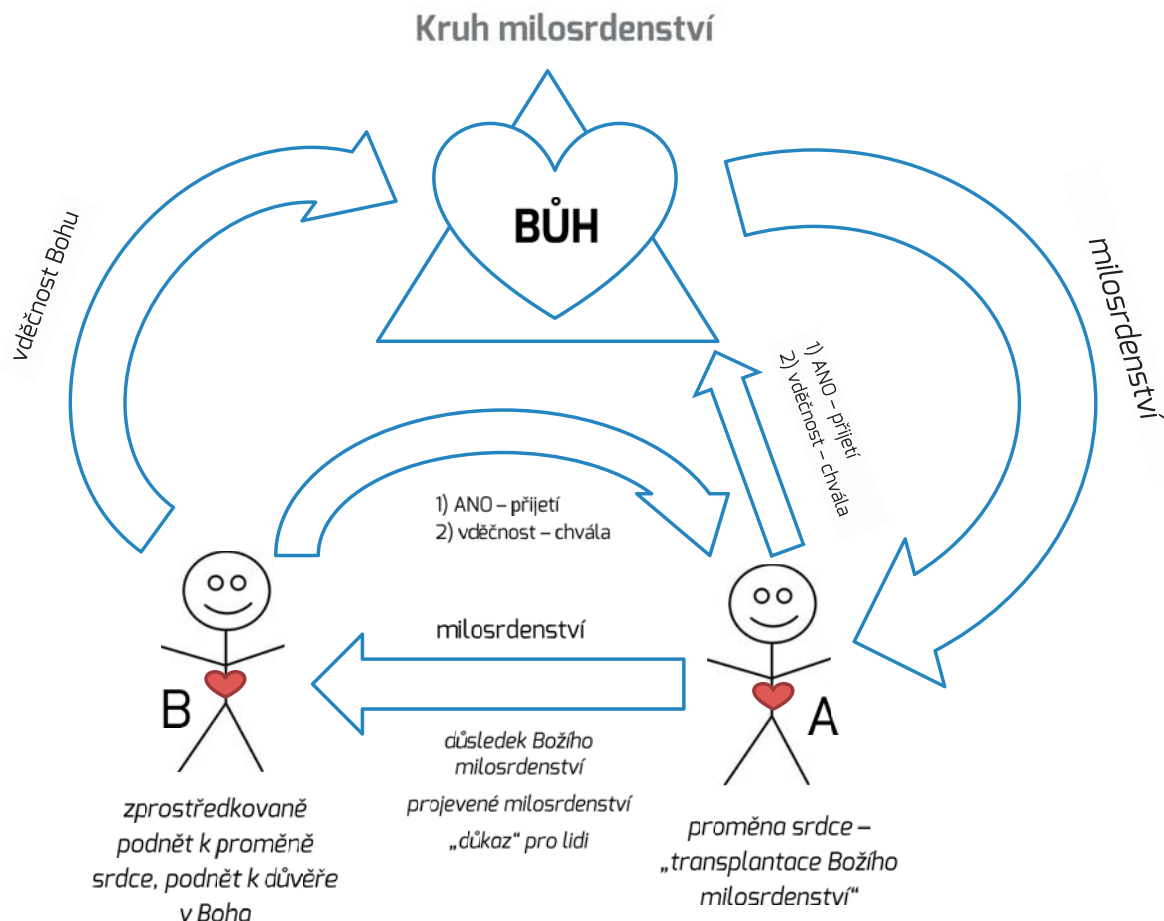 Kruh milosrdenství
BŮH
vděčnost Bohu
milosrdenství
1) ANO – přijetí
2) vděčnost – chvála
1) ANO – přijetí
2) vděčnost – chvála
milosrdenství
B
A
důsledek Božího
milosrdenství
projevené milosrdenství
„důkaz“ pro lidi
zprostředkovaně
podnět k proměně
srdce, podnět k důvěře
v Boha
proměna srdce –
„transplantace Božího
milosrdenství“